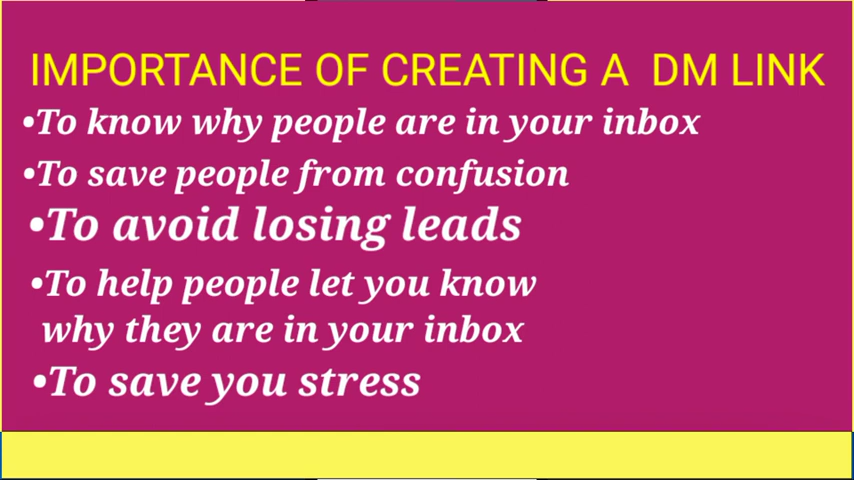 IMPORTANCE OF CREATING A DM LINK
•To know why people are in your inbox
•To save people from confusion
•To avoid losing leads
•To help people let you know
why they are in your inbox
•To save you stress